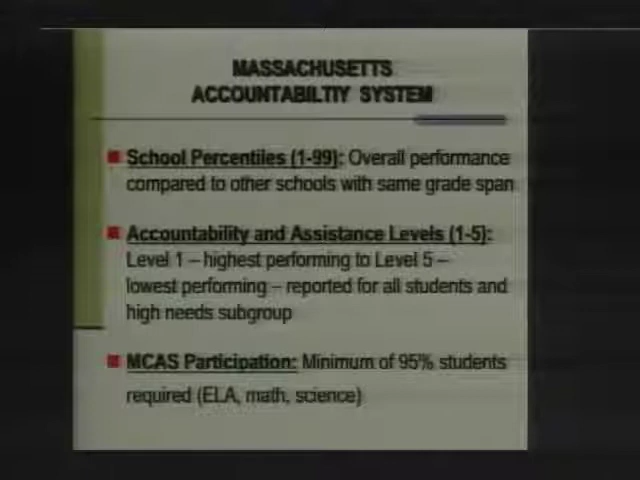 MASSACHUSETTS
ACCOUNTABILTIY SYSTEM
School Percentiles (1-99): Overall performance
compared to other schools with same grade span
Accountability and Assistance Levels (1-5):
Level 1 – highest performing to Level 5 –
lowest performing – reported for all students and
high needs subgroup
MCAS Participation: Minimum of 95% students
required (ELA, math, science)